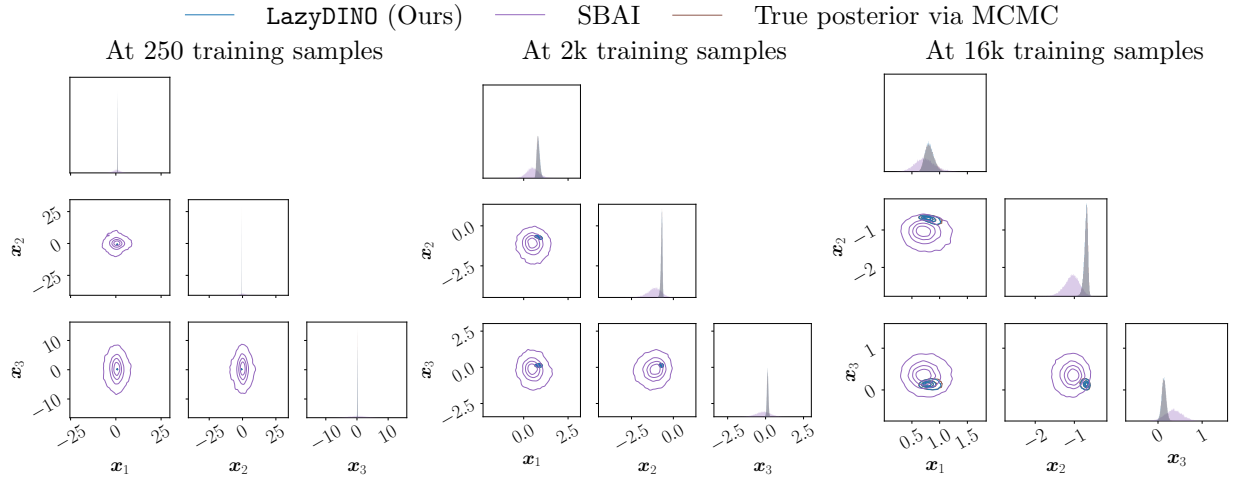 LazyDINO (Ours) SBAI True posterior via MCMC
At 250 training samples At 2k training samples At 16k training samples
x₂ 25 0 −25
x₂ 0.0 −2.5
x₂ −1 −2
x₃ 10 0 −10
x₃ 2.5 0.0 −2.5
x₃ 1 0
−25 0 25 −25 0 25 −10 0 10
0.0 2.5 −2.5 0.0 −2.5 0.0 2.5
0.5 1.0 1.5 −2 −1 0 1
x₁ x₂ x₃ x₁ x₂ x₃ x₁ x₂ x₃